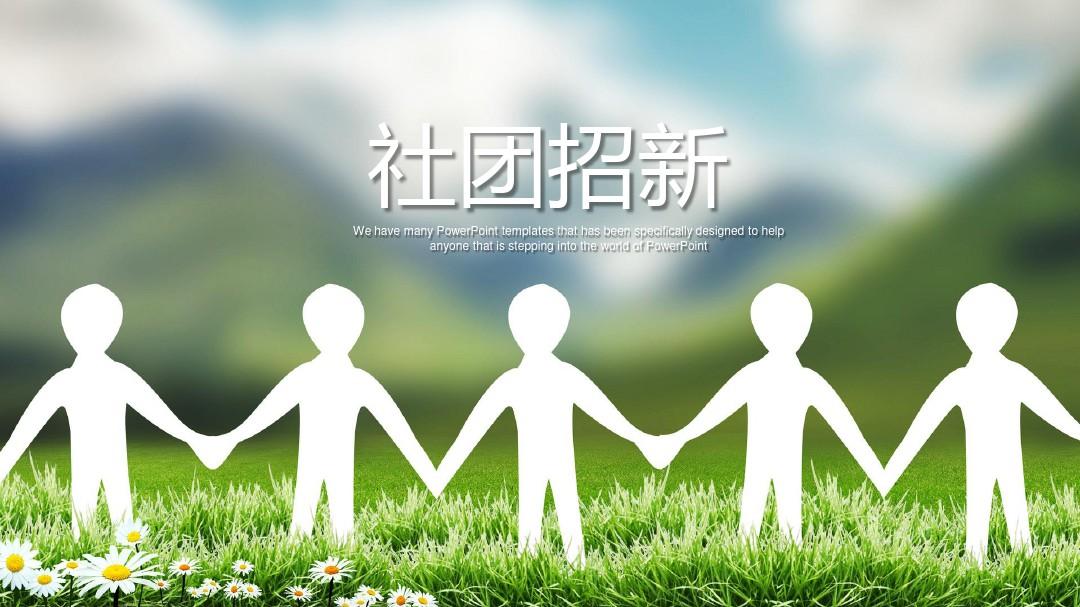 社团招新
We have many PowerPoint templates that has been specifically designed to help
anyone that is stepping into the world of PowerPoint